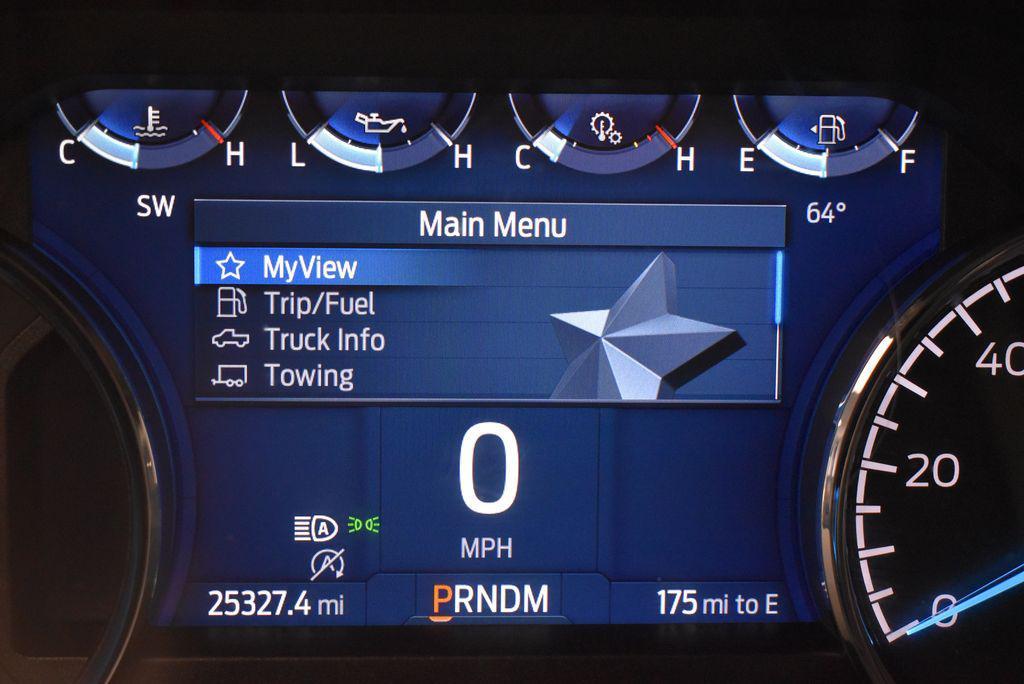 C H L H C H E F
SW
64°
Main Menu
MyView
Trip/Fuel
Truck Info
Towing
0
MPH
A
A
25327.4 mi
PRNDM
175 mi to E
40
20
0